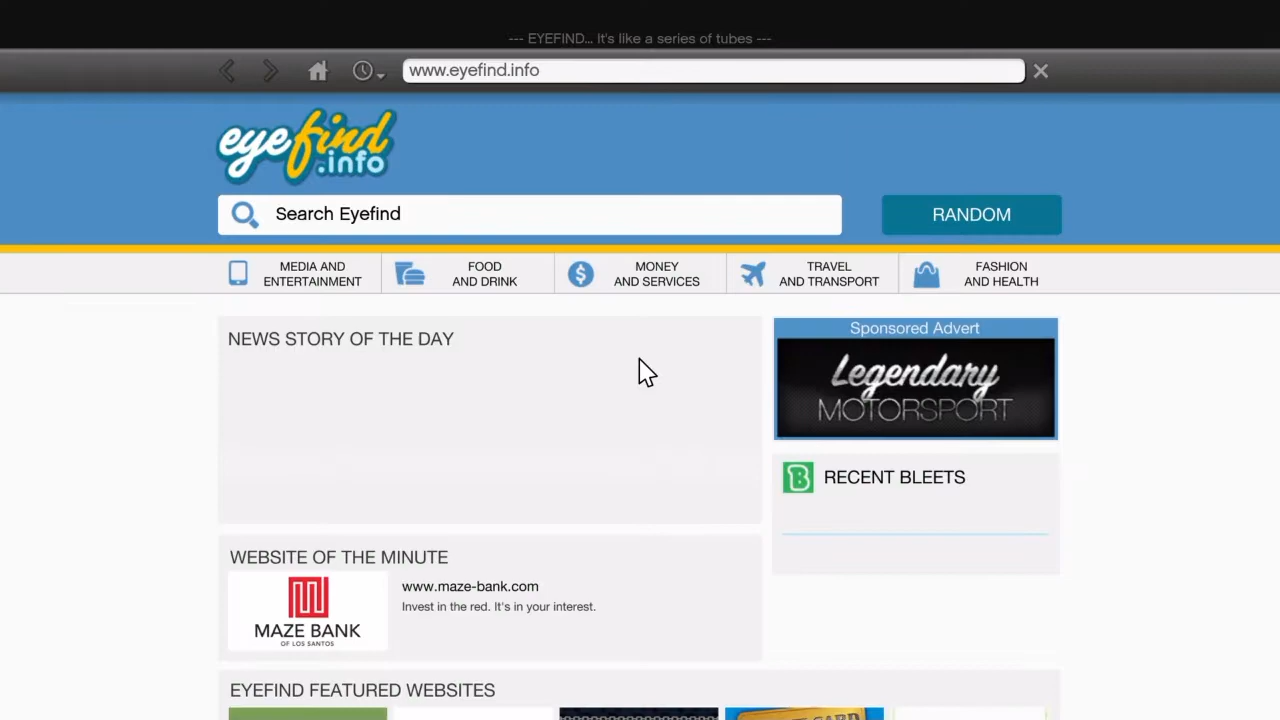 --- EYEFIND... It's like a series of tubes ---
www.eyefind.info
eyefind
.info
Search Eyefind
RANDOM
MEDIA AND
ENTERTAINMENT
FOOD
AND DRINK
MONEY
AND SERVICES
TRAVEL
AND TRANSPORT
FASHION
AND HEALTH
NEWS STORY OF THE DAY
Sponsored Advert
Legendary
MOTORSPORT
B
RECENT BLEETS
WEBSITE OF THE MINUTE
MAZE BANK
OF LOS SANTOS
www.maze-bank.com
Invest in the red. It's in your interest.
EYEFIND FEATURED WEBSITES